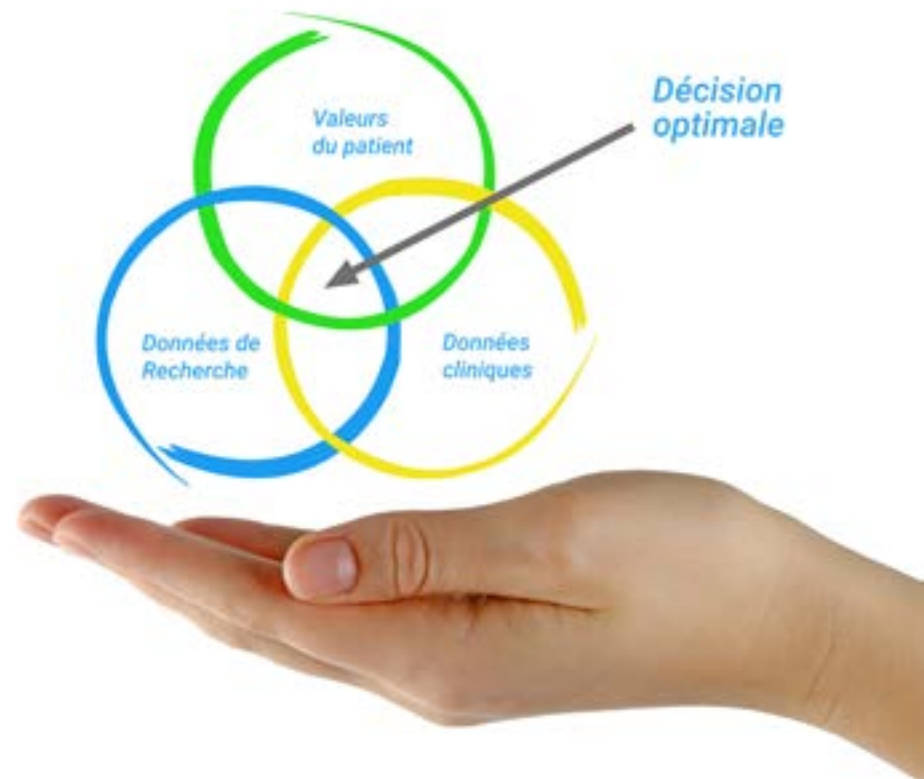 Valeurs
du patient
Décision
optimale
Données de
Recherche
Données
cliniques